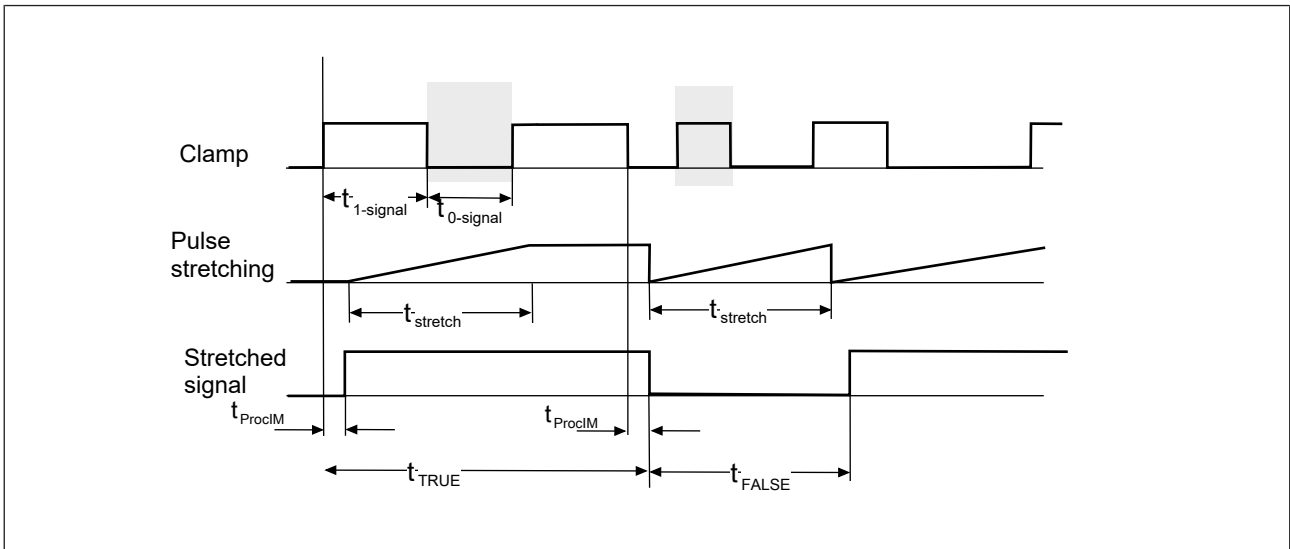 Clamp
t1-signal
t0-signal
Pulse
stretching
tstretch
tstretch
Stretched
signal
tProcIM
tProcIM
tTRUE
tFALSE